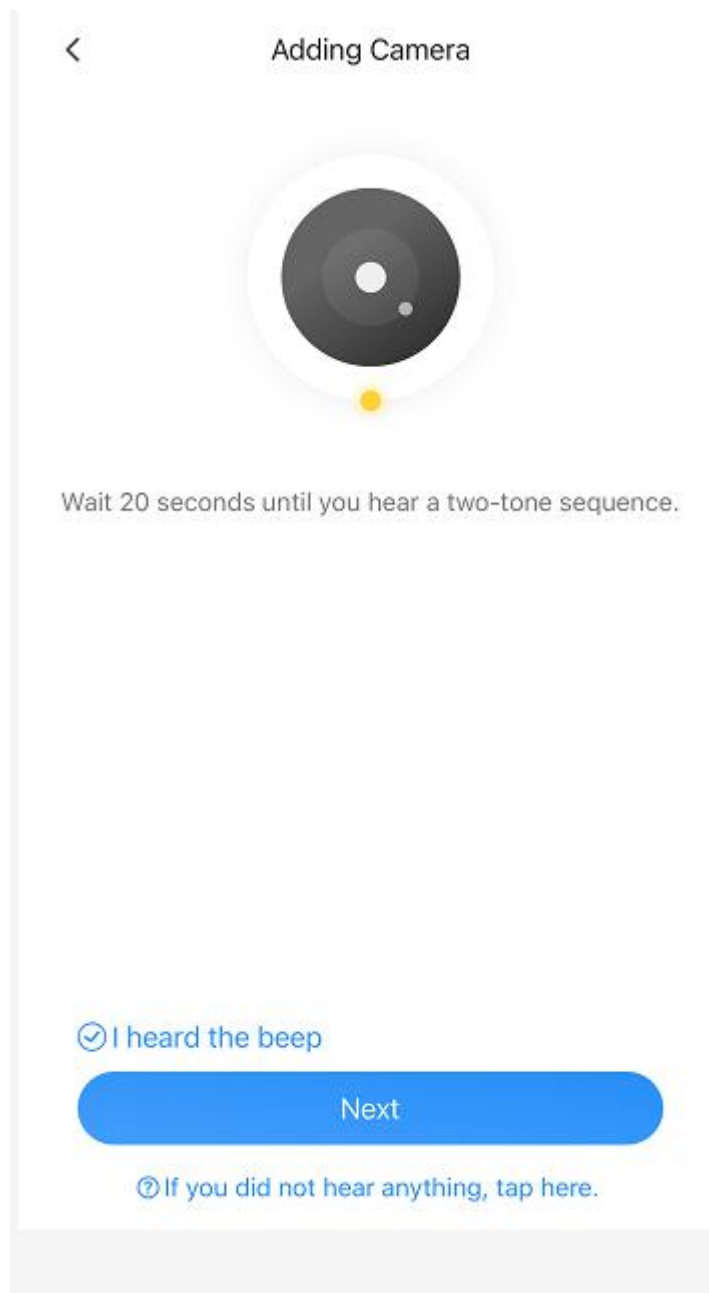 Adding Camera
Wait 20 seconds until you hear a two-tone sequence.
I heard the beep
Next
If you did not hear anything, tap here.